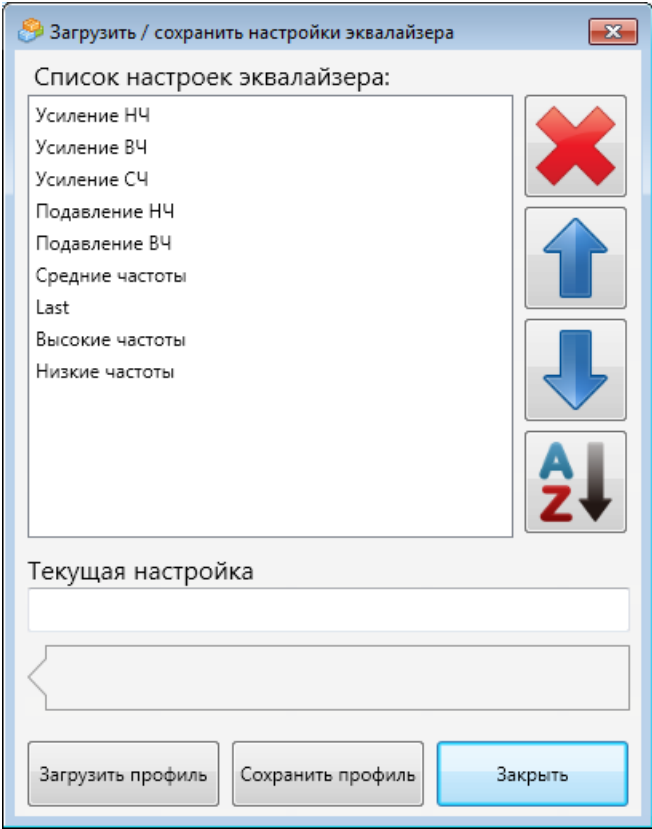 Загрузить / сохранить настройки эквалайзера
Список настроек эквалайзера:
Усиление НЧ
Усиление ВЧ
Усиление СЧ
Подавление НЧ
Подавление ВЧ
Средние частоты
Last
Высокие частоты
Низкие частоты
A
Z
Текущая настройка
Загрузить профиль
Сохранить профиль
Закрыть